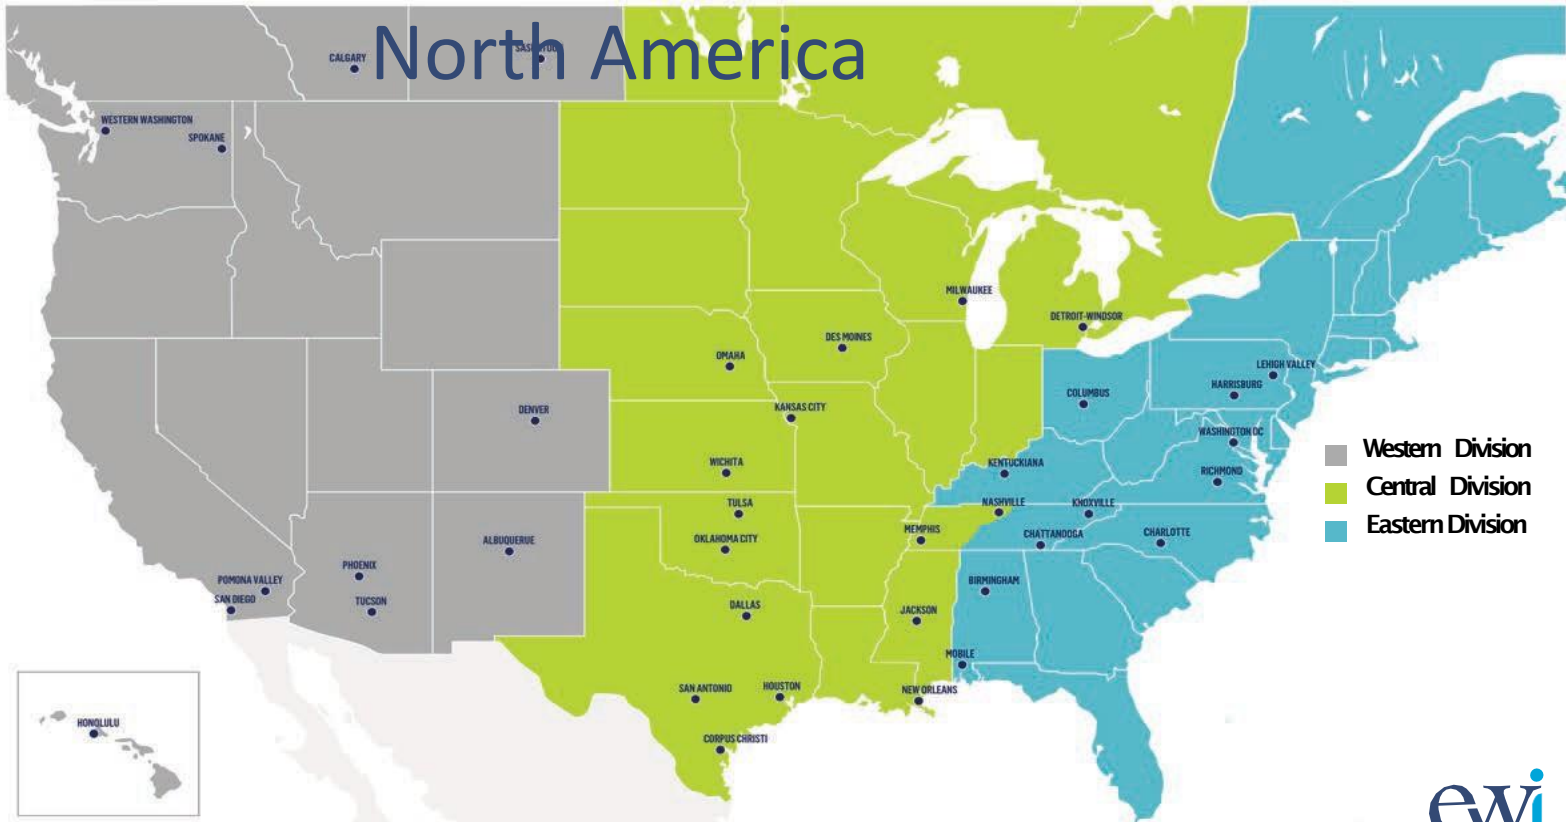 North America
CALGARY
WESTERN WASHINGTON
SPOKANE
MILWAUKEE
DETROIT-WINDSOR
DES MOINES
OMAHA
LEHIGH VALLEY
HARRISBURG
COLUMBUS
KANSAS CITY
DENVER
WASHINGTON DC
Western Division
KENTUCKIANA
WICHITA
RICHMOND
Central Division
TULSA
NASHVILLE
KNOXVILLE
Eastern Division
MEMPHIS
OKLAHOMA CITY
ALBUQUERUE
CHATTANOOGA
CHARLOTTE
PHOENIX
POMONA VALLEY
BIRMINGHAM
SAN DIEGO
TUCSON
DALLAS
JACKSON
MOBILE
SAN ANTONIO
HOUSTON
NEW ORLEANS
HONOLULU
CORPUS CHRISTI
ewi